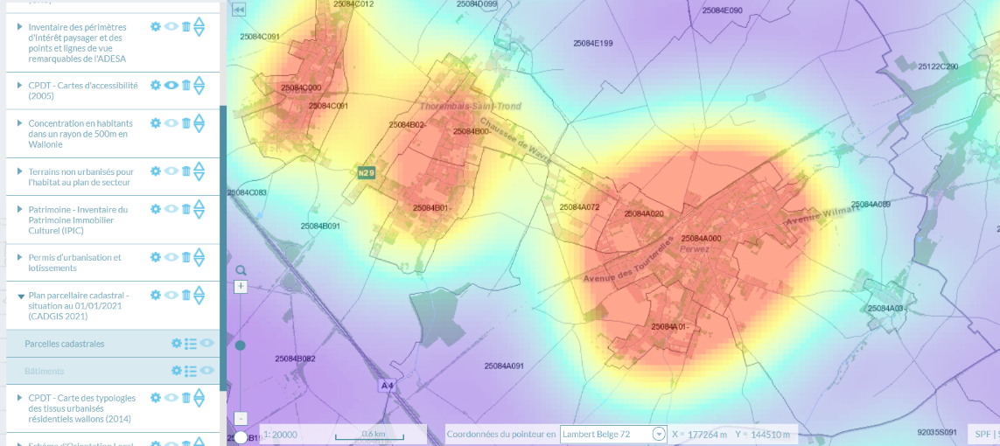 Inventaire des périmètres
d'intérêt paysager et des
points et lignes de vue
remarquables de l'ADESA
CPDT - Cartes d'accessibilité
(2005)
Concentration en habitants
dans un rayon de 500m en
Wallonie
Terrains non urbanisés pour
l'habitat au plan de secteur
Patrimoine - Inventaire du
Patrimoine Immobilier
Culturel (IPIC)
Permis d'urbanisation et
lotissements
Plan parcellaire cadastral -
situation au 01/01/2021
(CADGIS 2021)
Parcelles cadastrales
Bâtiments
CPDT - Carte des typologies
des tissus urbanisés
résidentiels wallons (2014)
25084C012
25084D099
25084E090
25084C091
25084E199
25122C290
25084C000
25084C091
Thorembais-Saint-Trond
25084B02-
25084B00-
Chaussée de Wavre
N29
25084C083
25084B01-
25084B091
25084A072
25084A020
Avenue Wilmart
25084A089
25084A000
Perwez
Avenue des Tourterelles
25084A03-
25084A01-
25084B082
25084A091
A4
92035S091
+
-
1: 20000
0.6 km
Coordonnées du pointeur en
Lambert Belge 72
X = 177264 m
Y = 144510 m
SPF |